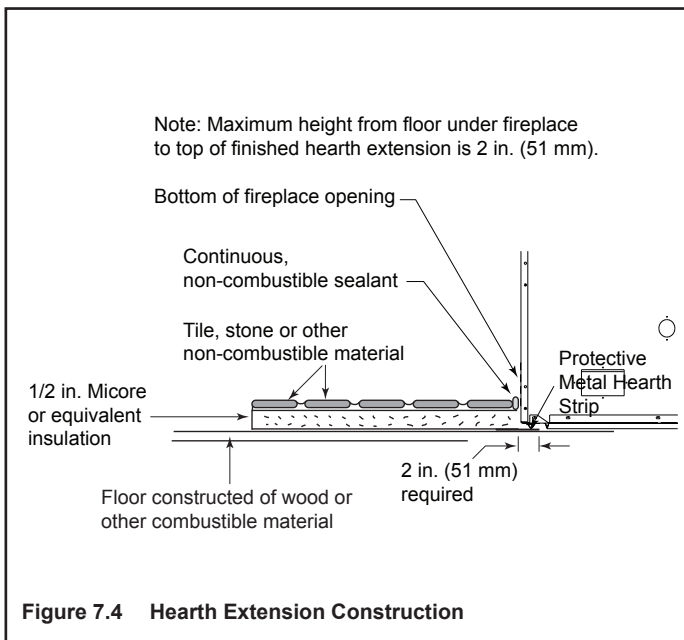 Note: Maximum height from floor under fireplace
to top of finished hearth extension is 2 in. (51 mm).
Bottom of fireplace opening
Continuous,
non-combustible sealant
Tile, stone or other
non-combustible material
Protective
Metal Hearth
Strip
1/2 in. Micore
or equivalent
insulation
2 in. (51 mm)
required
Floor constructed of wood or
other combustible material
Figure 7.4 Hearth Extension Construction